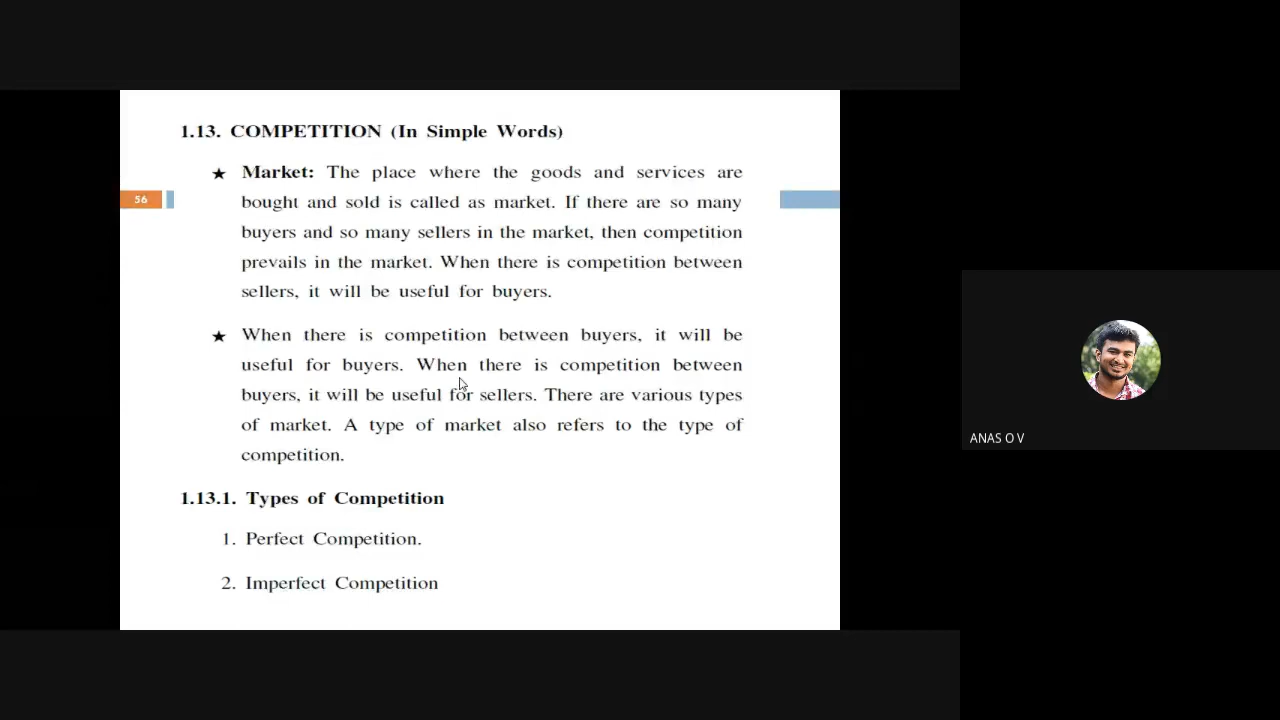 1.13. COMPETITION (In Simple Words)
★ Market: The place where the goods and services are
56
bought and sold is called as market. If there are so many
buyers and so many sellers in the market, then competition
prevails in the market. When there is competition between
sellers, it will be useful for buyers.
★ When there is competition between buyers, it will be
useful for buyers. When there is competition between
buyers, it will be useful for sellers. There are various types
of market. A type of market also refers to the type of
competition.
1.13.1. Types of Competition
1. Perfect Competition.
2. Imperfect Competition
ANAS O V